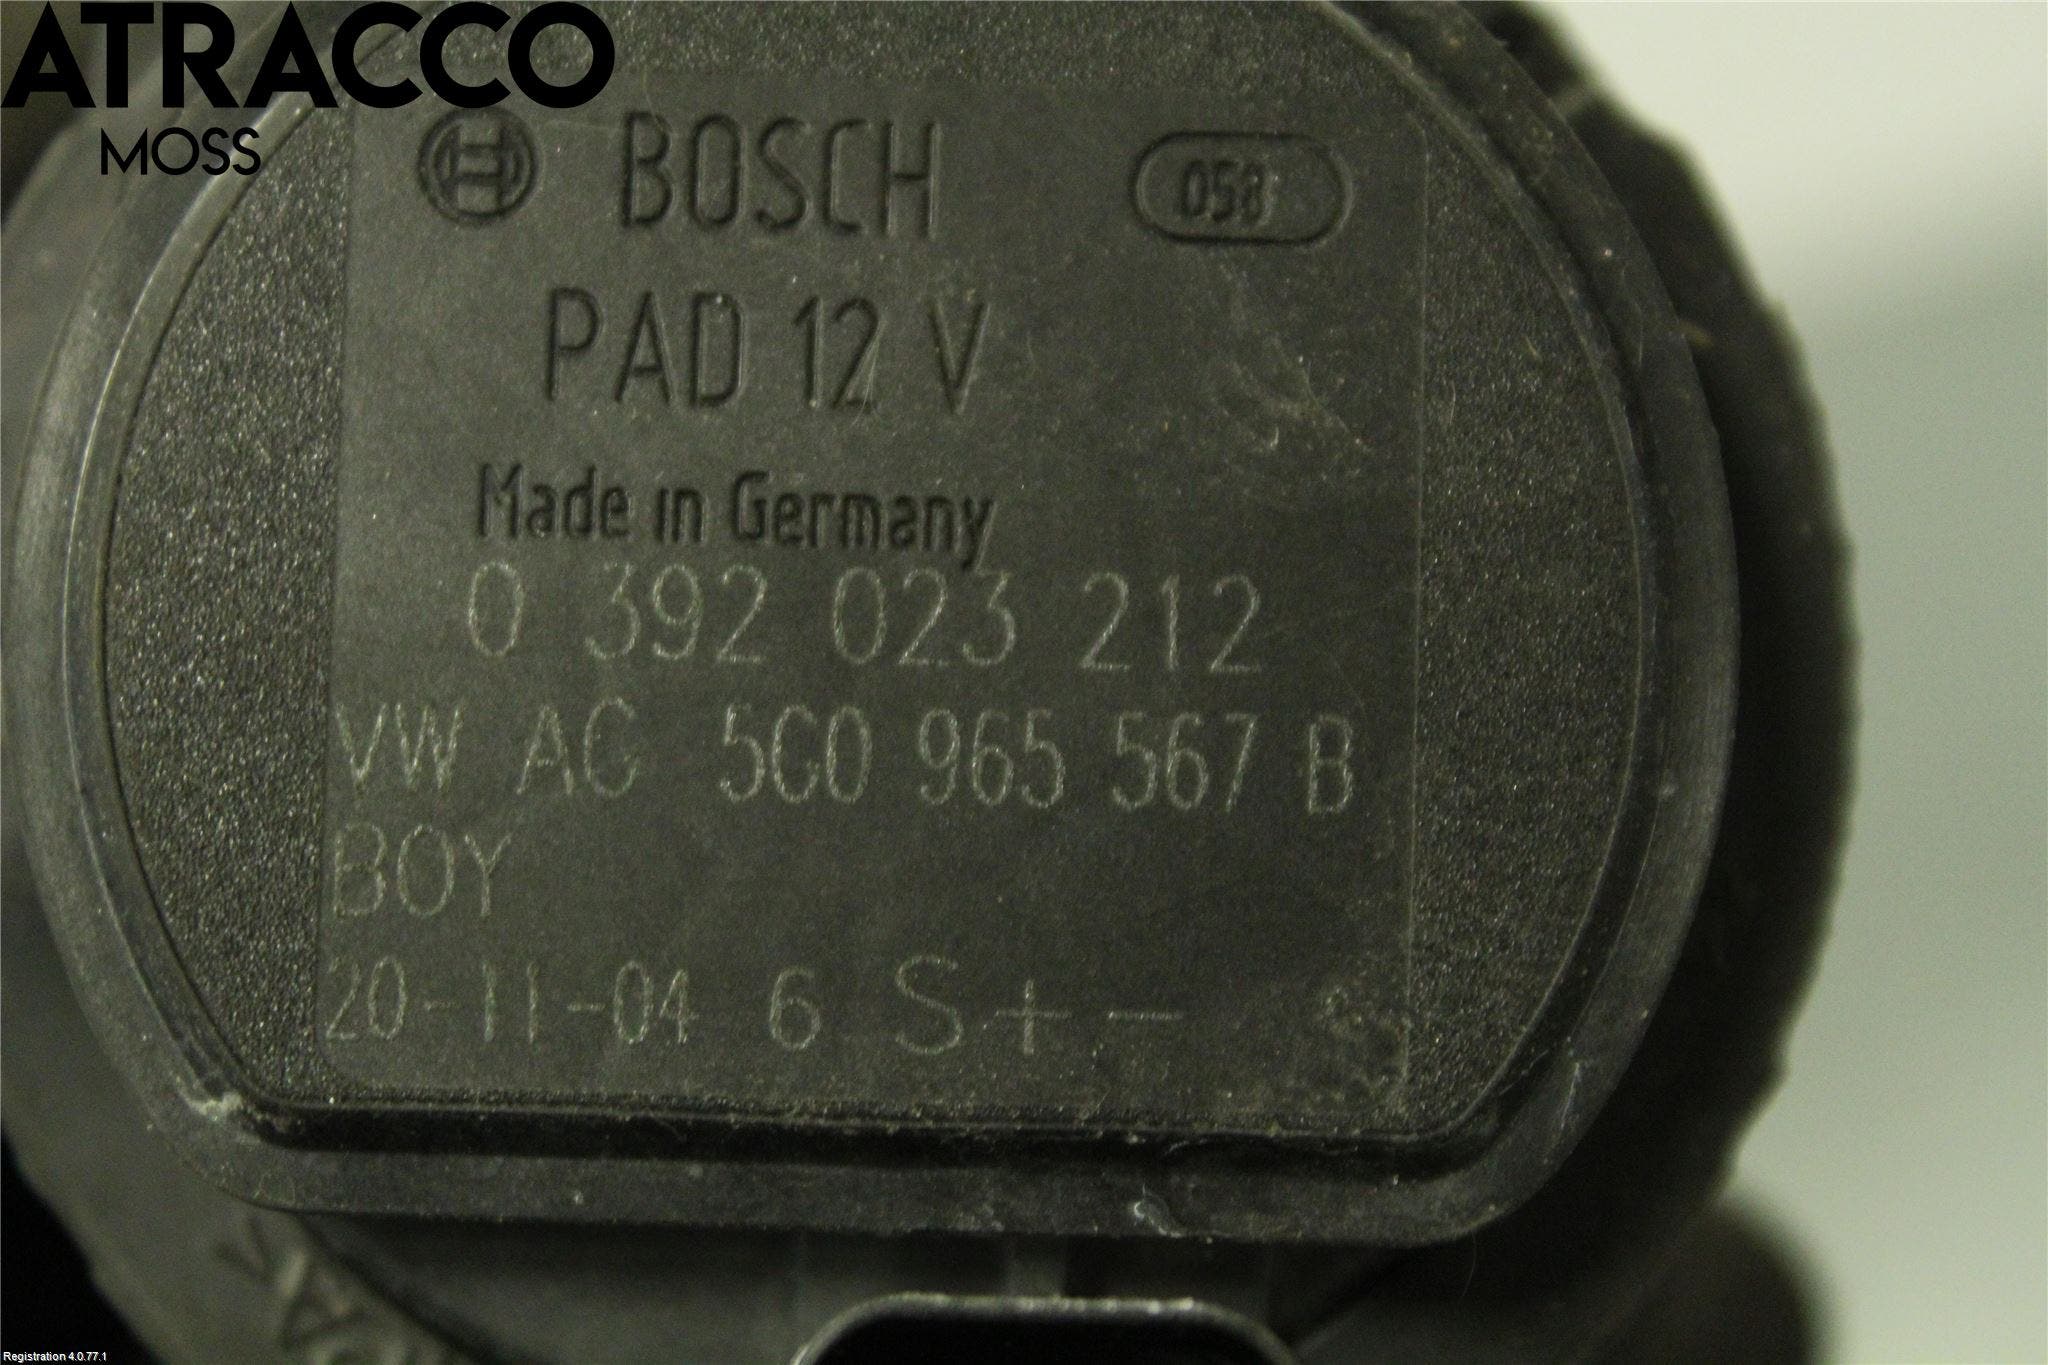 ATRACCO
MOSS
BOSCH 058
PAD 12 V
Made in Germany
0 392 023 212
VW AG 5C0 965 567 B
BOY
20-11-04 6 S + -
Registration 4.0.77.1